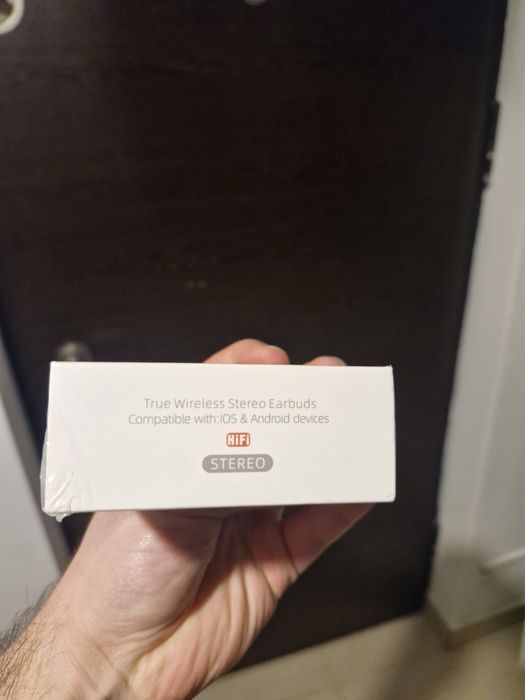 True Wireless Stereo Earbuds
Compatible with:IOS & Android devices
HiFi
STEREO